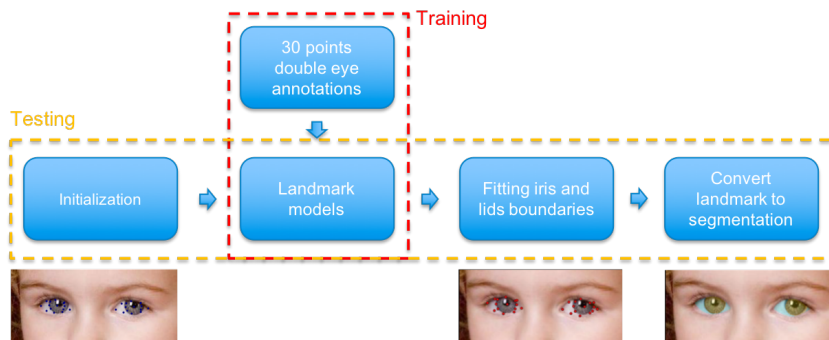 Training
30 points
double eye
annotations
Testing
Initialization
Landmark
models
Fitting iris and
lids boundaries
Convert
landmark to
segmentation